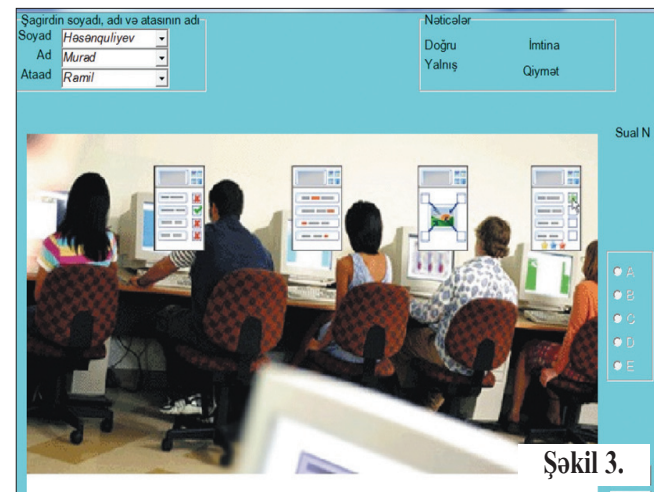 Şagirdin soyadı, adı və atasının adı
Soyad Həsənquliyev
Ad Murad
Ataad Ramil
Nəticələr
Doğru İmtina
Yalnış Qiymət
Sual N
A
B
C
D
E
Şəkil 3.